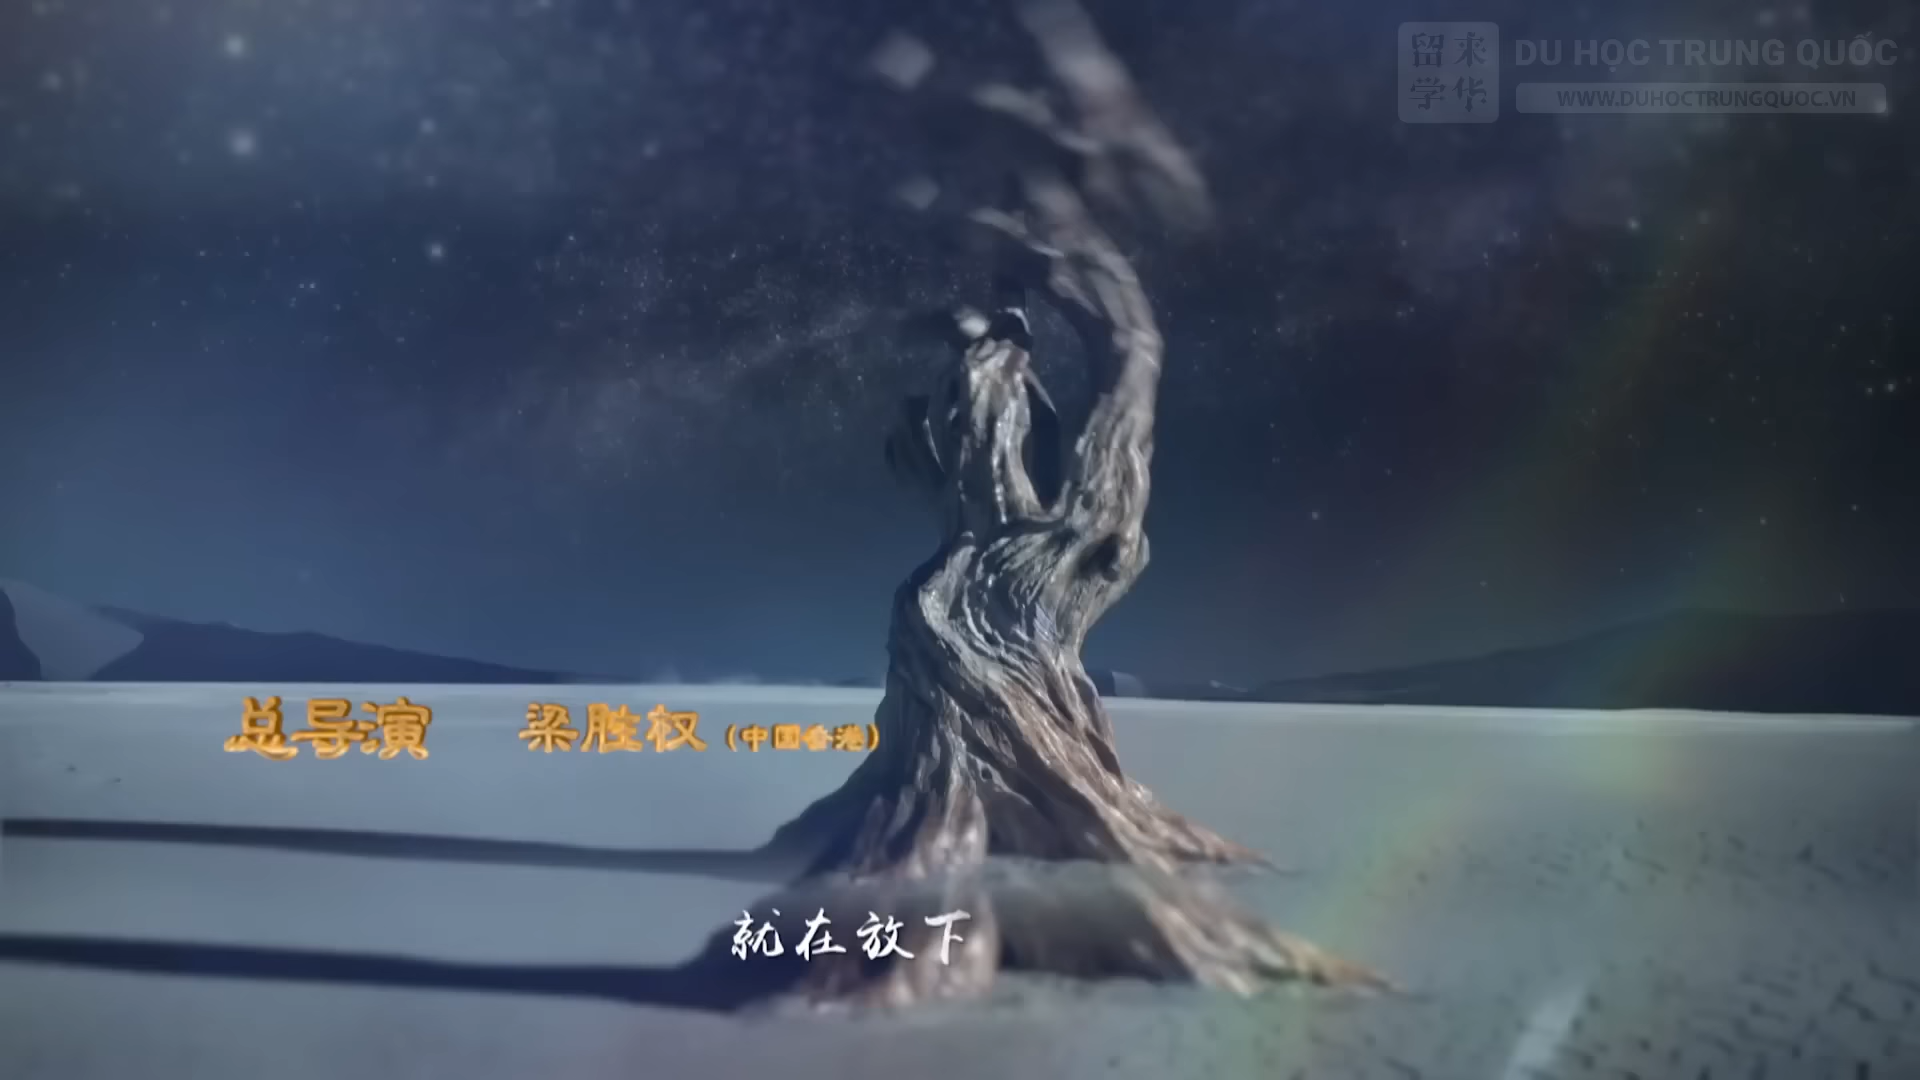 留来
学华
DU HỌC TRUNG QUỐC
WWW.DUHOCTRUNGQUOC.VN
总导演 梁胜权（中国香港）
就在放下